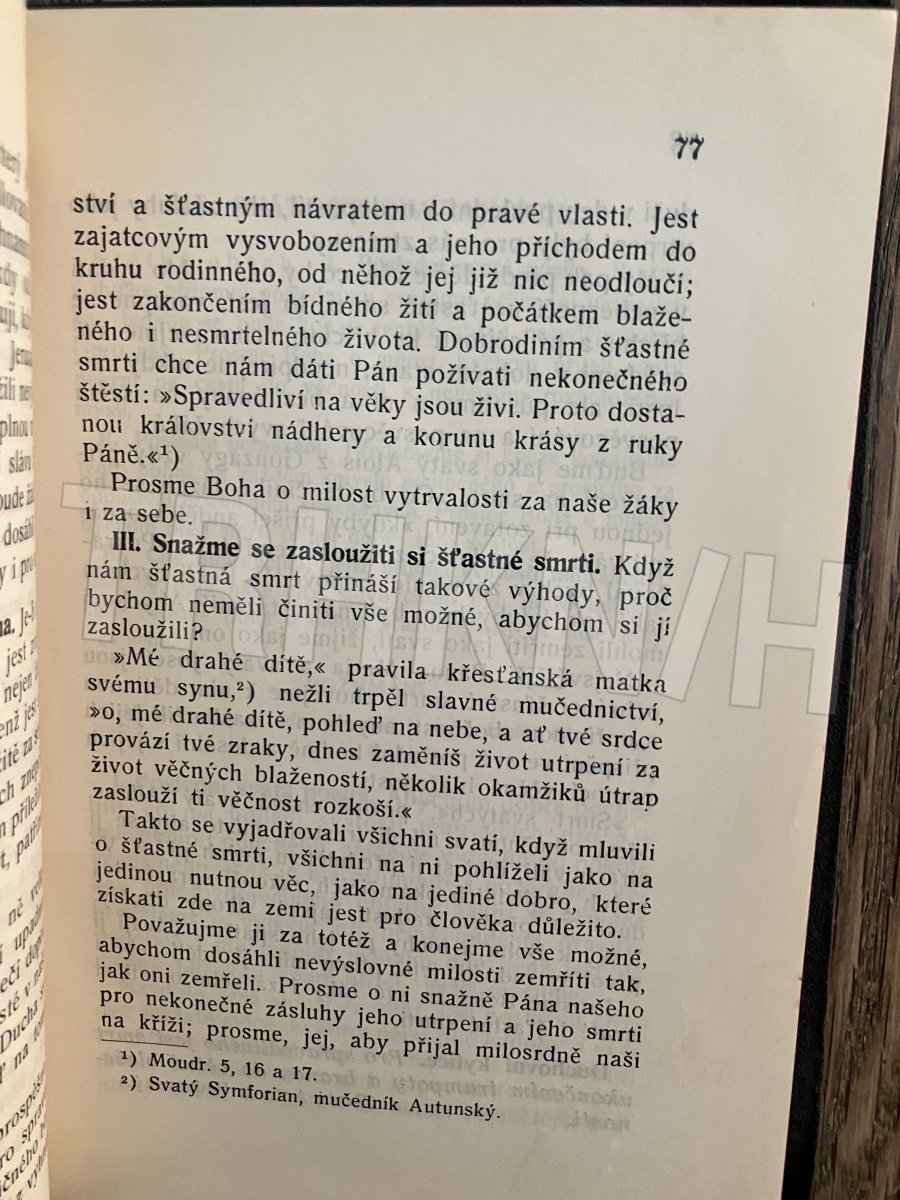 77
ství a šťastným návratem do pravé vlasti. Jest
zajatcovým vysvobozením a jeho příchodem do
kruhu rodinného, od něhož jej již nic neodloučí;
jest zakončením bídného žití a počátkem blaže-
ného i nesmrtelného života. Dobrodiním šťastné
smrti chce nám dáti Pán požívati nekonečného
štěstí: »Spravedliví na věky jsou živi. Proto dosta-
nou království nádhery a korunu krásy z ruky
Páně.«¹)
Prosme Boha o milost vytrvalosti za naše žáky
i za sebe.
III. Snažme se zasloužiti si šťastné smrti. Když
nám šťastná smrt přináší takové výhody, proč
bychom neměli činiti vše možné, abychom si jí
zasloužili?
»Mé drahé dítě,« pravila křesťanská matka
svému synu,²) nežli trpěl slavné mučednictví,
»o, mé drahé dítě, pohleď na nebe, a ať tvé srdce
provází tvé zraky, dnes zaměníš život utrpení za
život věčných blažeností, několik okamžiků útrap
zaslouží ti věčnost rozkoší.«
Takto se vyjadřovali všichni svatí, když mluvili
o šťastné smrti, všichni na ni pohlíželi jako na
jedinou nutnou věc, jako na jediné dobro, které
získati zde na zemi jest pro člověka důležito.
Považujme ji za totéž a konejme vše možné,
abychom dosáhli nevýslovné milosti zemříti tak,
jak oni zemřeli. Prosme o ni snažně Pána našeho
pro nekonečné zásluhy jeho utrpení a jeho smrti
na kříži; prosme, jej, aby přijal milosrdně naši
¹) Moudr. 5, 16 a 17.
²) Svatý Symforian, mučedník Autunský.